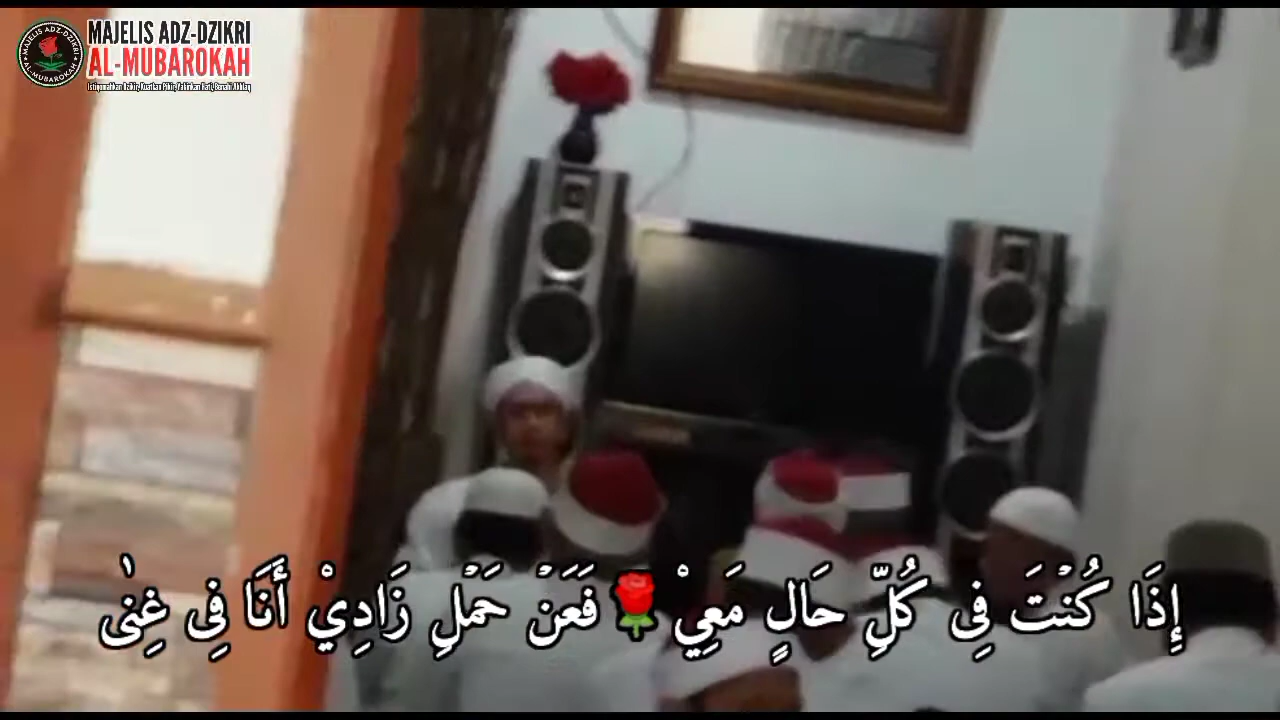 MAJELIS ADZ-DZIKRI
AL-MUBAROKAH
إِذَا كُنْتَ فِي كُلِّ حَالٍ مَعِيْ🌹فَعَنْ حَمْلِ زَادِيْ أَنَا فِي غِنٰى